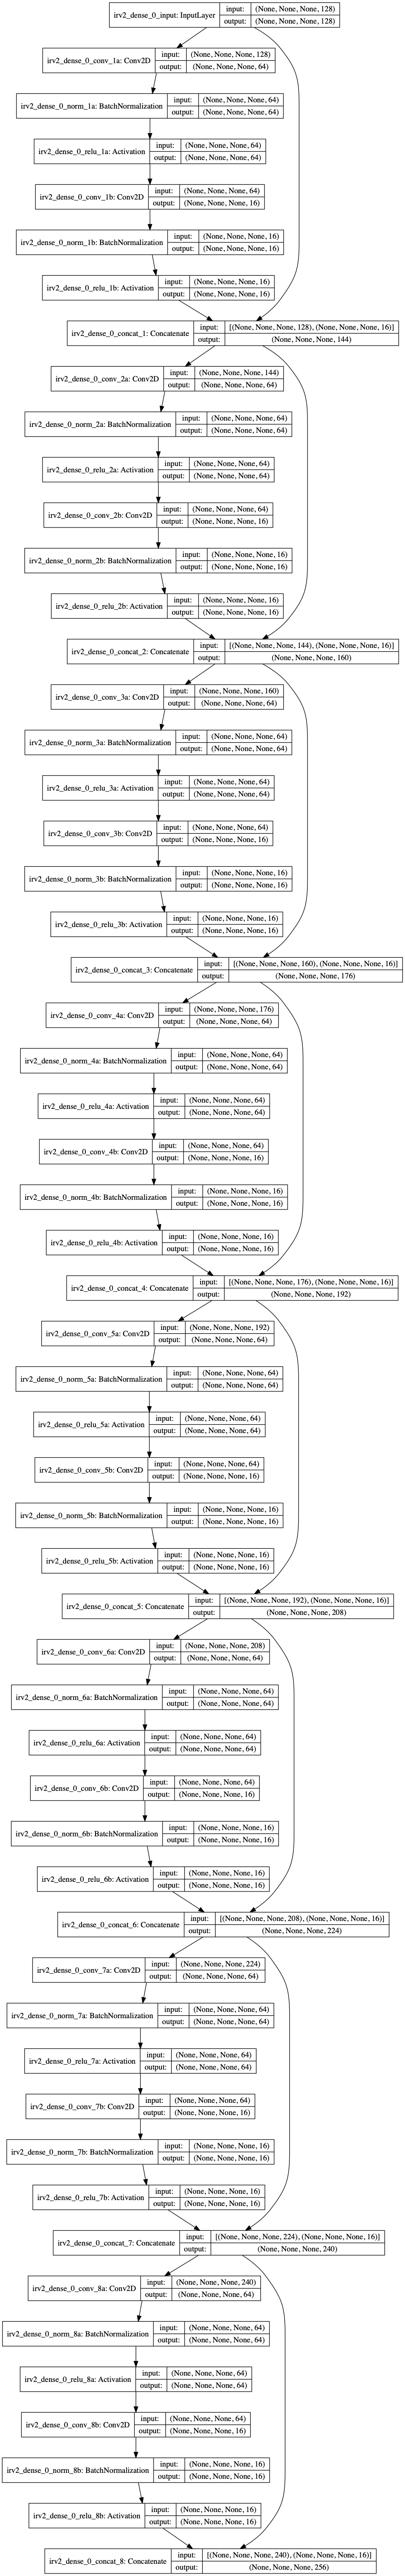 irv2_dense_0_input: InputLayer input: (None, None, None, 128)
output: (None, None, None, 128)
irv2_dense_0_conv_1a: Conv2D input: (None, None, None, 128)
output: (None, None, None, 64)
irv2_dense_0_norm_1a: BatchNormalization input: (None, None, None, 64)
output: (None, None, None, 64)
irv2_dense_0_relu_1a: Activation input: (None, None, None, 64)
output: (None, None, None, 64)
irv2_dense_0_conv_1b: Conv2D input: (None, None, None, 64)
output: (None, None, None, 16)
irv2_dense_0_norm_1b: BatchNormalization input: (None, None, None, 16)
output: (None, None, None, 16)
irv2_dense_0_relu_1b: Activation input: (None, None, None, 16)
output: (None, None, None, 16)
irv2_dense_0_concat_1: Concatenate input: [(None, None, None, 128), (None, None, None, 16)]
output: (None, None, None, 144)
irv2_dense_0_conv_2a: Conv2D input: (None, None, None, 144)
output: (None, None, None, 64)
irv2_dense_0_norm_2a: BatchNormalization input: (None, None, None, 64)
output: (None, None, None, 64)
irv2_dense_0_relu_2a: Activation input: (None, None, None, 64)
output: (None, None, None, 64)
irv2_dense_0_conv_2b: Conv2D input: (None, None, None, 64)
output: (None, None, None, 16)
irv2_dense_0_norm_2b: BatchNormalization input: (None, None, None, 16)
output: (None, None, None, 16)
irv2_dense_0_relu_2b: Activation input: (None, None, None, 16)
output: (None, None, None, 16)
irv2_dense_0_concat_2: Concatenate input: [(None, None, None, 144), (None, None, None, 16)]
output: (None, None, None, 160)
irv2_dense_0_conv_3a: Conv2D input: (None, None, None, 160)
output: (None, None, None, 64)
irv2_dense_0_norm_3a: BatchNormalization input: (None, None, None, 64)
output: (None, None, None, 64)
irv2_dense_0_relu_3a: Activation input: (None, None, None, 64)
output: (None, None, None, 64)
irv2_dense_0_conv_3b: Conv2D input: (None, None, None, 64)
output: (None, None, None, 16)
irv2_dense_0_norm_3b: BatchNormalization input: (None, None, None, 16)
output: (None, None, None, 16)
irv2_dense_0_relu_3b: Activation input: (None, None, None, 16)
output: (None, None, None, 16)
irv2_dense_0_concat_3: Concatenate input: [(None, None, None, 160), (None, None, None, 16)]
output: (None, None, None, 176)
irv2_dense_0_conv_4a: Conv2D input: (None, None, None, 176)
output: (None, None, None, 64)
irv2_dense_0_norm_4a: BatchNormalization input: (None, None, None, 64)
output: (None, None, None, 64)
irv2_dense_0_relu_4a: Activation input: (None, None, None, 64)
output: (None, None, None, 64)
irv2_dense_0_conv_4b: Conv2D input: (None, None, None, 64)
output: (None, None, None, 16)
irv2_dense_0_norm_4b: BatchNormalization input: (None, None, None, 16)
output: (None, None, None, 16)
irv2_dense_0_relu_4b: Activation input: (None, None, None, 16)
output: (None, None, None, 16)
irv2_dense_0_concat_4: Concatenate input: [(None, None, None, 176), (None, None, None, 16)]
output: (None, None, None, 192)
irv2_dense_0_conv_5a: Conv2D input: (None, None, None, 192)
output: (None, None, None, 64)
irv2_dense_0_norm_5a: BatchNormalization input: (None, None, None, 64)
output: (None, None, None, 64)
irv2_dense_0_relu_5a: Activation input: (None, None, None, 64)
output: (None, None, None, 64)
irv2_dense_0_conv_5b: Conv2D input: (None, None, None, 64)
output: (None, None, None, 16)
irv2_dense_0_norm_5b: BatchNormalization input: (None, None, None, 16)
output: (None, None, None, 16)
irv2_dense_0_relu_5b: Activation input: (None, None, None, 16)
output: (None, None, None, 16)
irv2_dense_0_concat_5: Concatenate input: [(None, None, None, 192), (None, None, None, 16)]
output: (None, None, None, 208)
irv2_dense_0_conv_6a: Conv2D input: (None, None, None, 208)
output: (None, None, None, 64)
irv2_dense_0_norm_6a: BatchNormalization input: (None, None, None, 64)
output: (None, None, None, 64)
irv2_dense_0_relu_6a: Activation input: (None, None, None, 64)
output: (None, None, None, 64)
irv2_dense_0_conv_6b: Conv2D input: (None, None, None, 64)
output: (None, None, None, 16)
irv2_dense_0_norm_6b: BatchNormalization input: (None, None, None, 16)
output: (None, None, None, 16)
irv2_dense_0_relu_6b: Activation input: (None, None, None, 16)
output: (None, None, None, 16)
irv2_dense_0_concat_6: Concatenate input: [(None, None, None, 208), (None, None, None, 16)]
output: (None, None, None, 224)
irv2_dense_0_conv_7a: Conv2D input: (None, None, None, 224)
output: (None, None, None, 64)
irv2_dense_0_norm_7a: BatchNormalization input: (None, None, None, 64)
output: (None, None, None, 64)
irv2_dense_0_relu_7a: Activation input: (None, None, None, 64)
output: (None, None, None, 64)
irv2_dense_0_conv_7b: Conv2D input: (None, None, None, 64)
output: (None, None, None, 16)
irv2_dense_0_norm_7b: BatchNormalization input: (None, None, None, 16)
output: (None, None, None, 16)
irv2_dense_0_relu_7b: Activation input: (None, None, None, 16)
output: (None, None, None, 16)
irv2_dense_0_concat_7: Concatenate input: [(None, None, None, 224), (None, None, None, 16)]
output: (None, None, None, 240)
irv2_dense_0_conv_8a: Conv2D input: (None, None, None, 240)
output: (None, None, None, 64)
irv2_dense_0_norm_8a: BatchNormalization input: (None, None, None, 64)
output: (None, None, None, 64)
irv2_dense_0_relu_8a: Activation input: (None, None, None, 64)
output: (None, None, None, 64)
irv2_dense_0_conv_8b: Conv2D input: (None, None, None, 64)
output: (None, None, None, 16)
irv2_dense_0_norm_8b: BatchNormalization input: (None, None, None, 16)
output: (None, None, None, 16)
irv2_dense_0_relu_8b: Activation input: (None, None, None, 16)
output: (None, None, None, 16)
irv2_dense_0_concat_8: Concatenate input: [(None, None, None, 240), (None, None, None, 16)]
output: (None, None, None, 256)